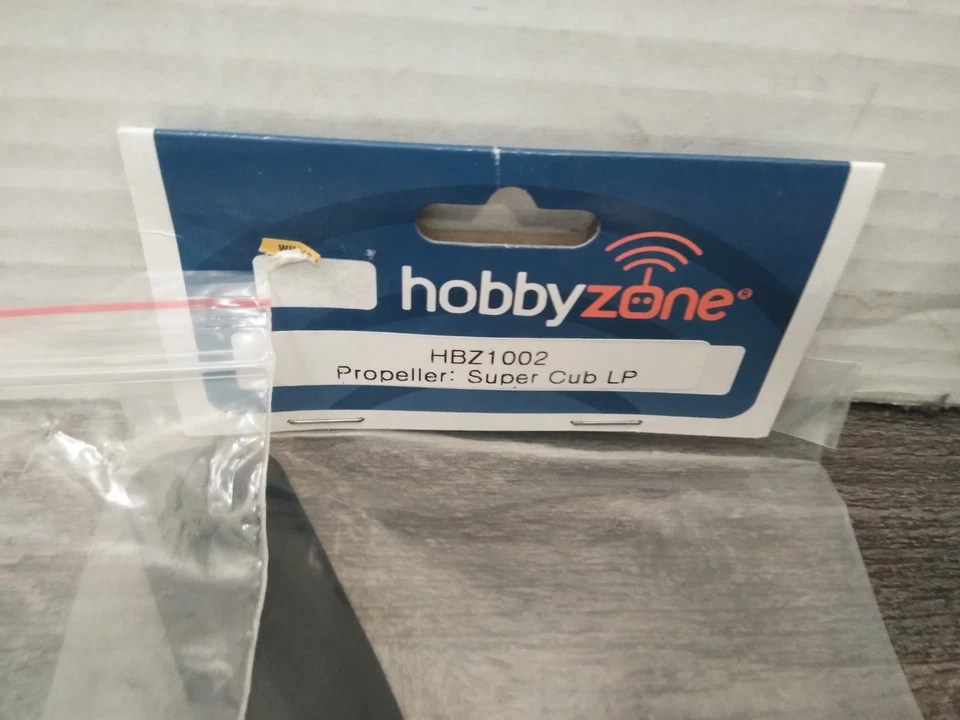 hobbyzone®
HBZ1002
Propeller: Super Cub LP